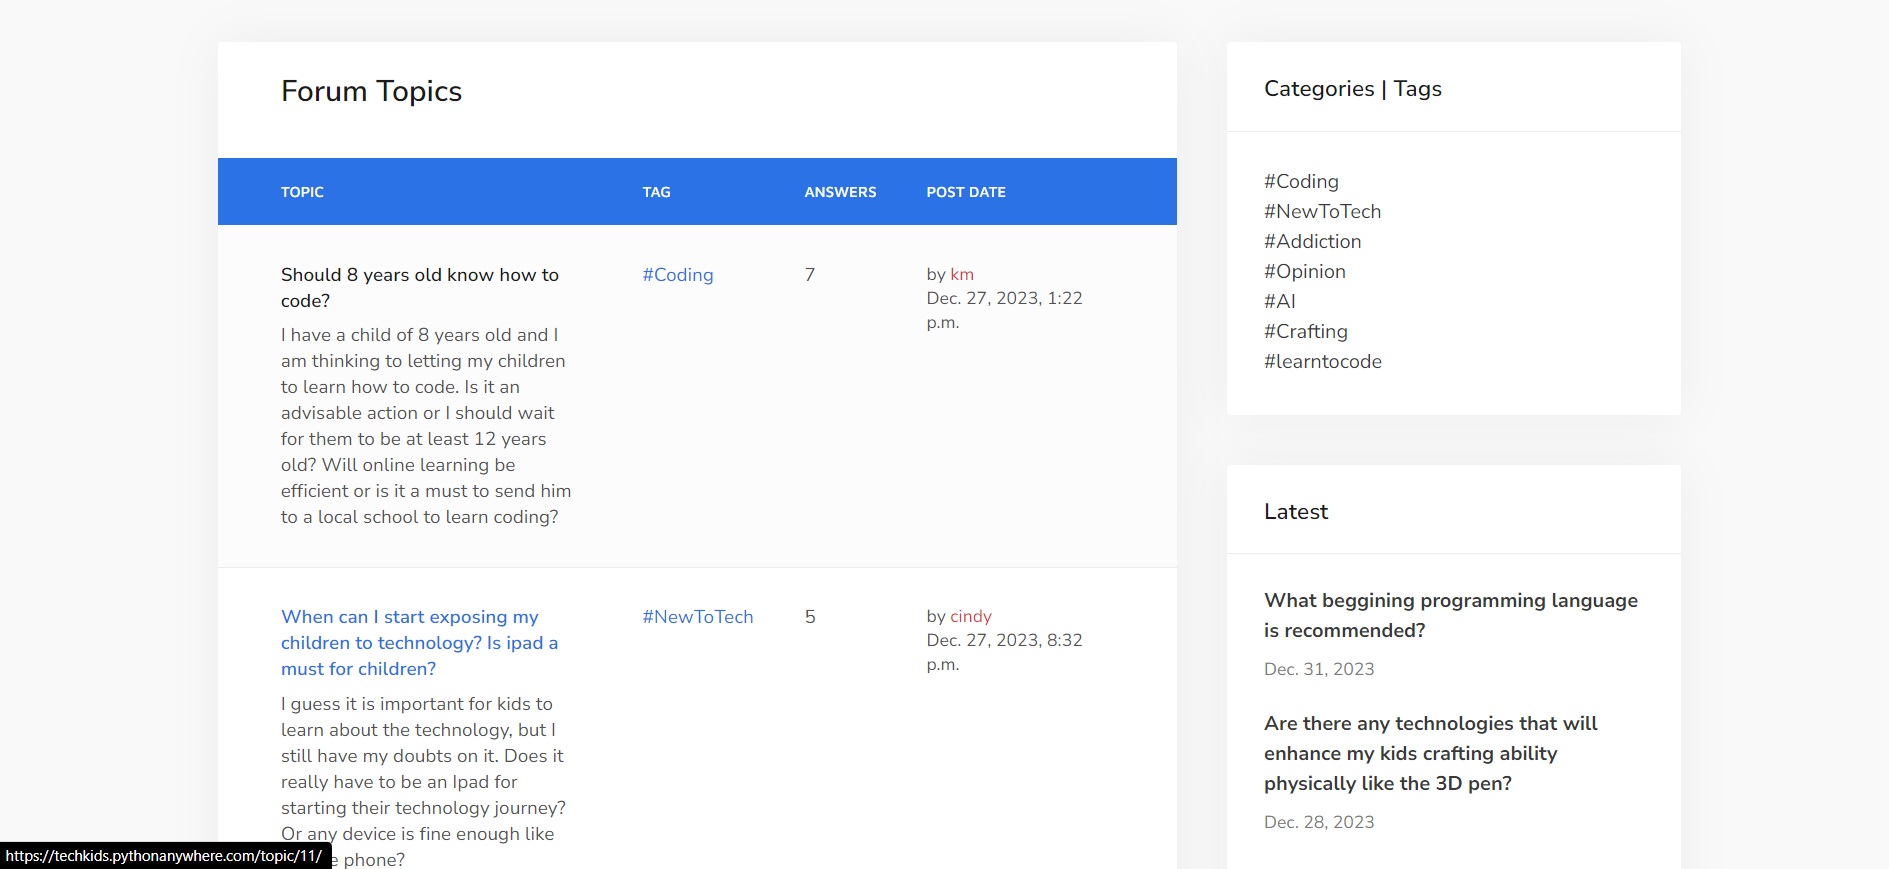 Forum Topics
TOPIC TAG ANSWERS POST DATE
Should 8 years old know how to
code?
I have a child of 8 years old and I
am thinking to letting my children
to learn how to code. Is it an
advisable action or I should wait
for them to be at least 12 years
old? Will online learning be
efficient or is it a must to send him
to a local school to learn coding?
#Coding
7
by km
Dec. 27, 2023, 1:22
p.m.
When can I start exposing my
children to technology? Is ipad a
must for children?
I guess it is important for kids to
learn about the technology, but I
still have my doubts on it. Does it
really have to be an Ipad for
starting their technology journey?
Or any device is fine enough like
phone?
#NewToTech
5
by cindy
Dec. 27, 2023, 8:32
p.m.
Categories | Tags
#Coding
#NewToTech
#Addiction
#Opinion
#AI
#Crafting
#learntocode
Latest
What beggining programming language
is recommended?
Dec. 31, 2023
Are there any technologies that will
enhance my kids crafting ability
physically like the 3D pen?
Dec. 28, 2023
https://techkids.pythonanywhere.com/topic/11/